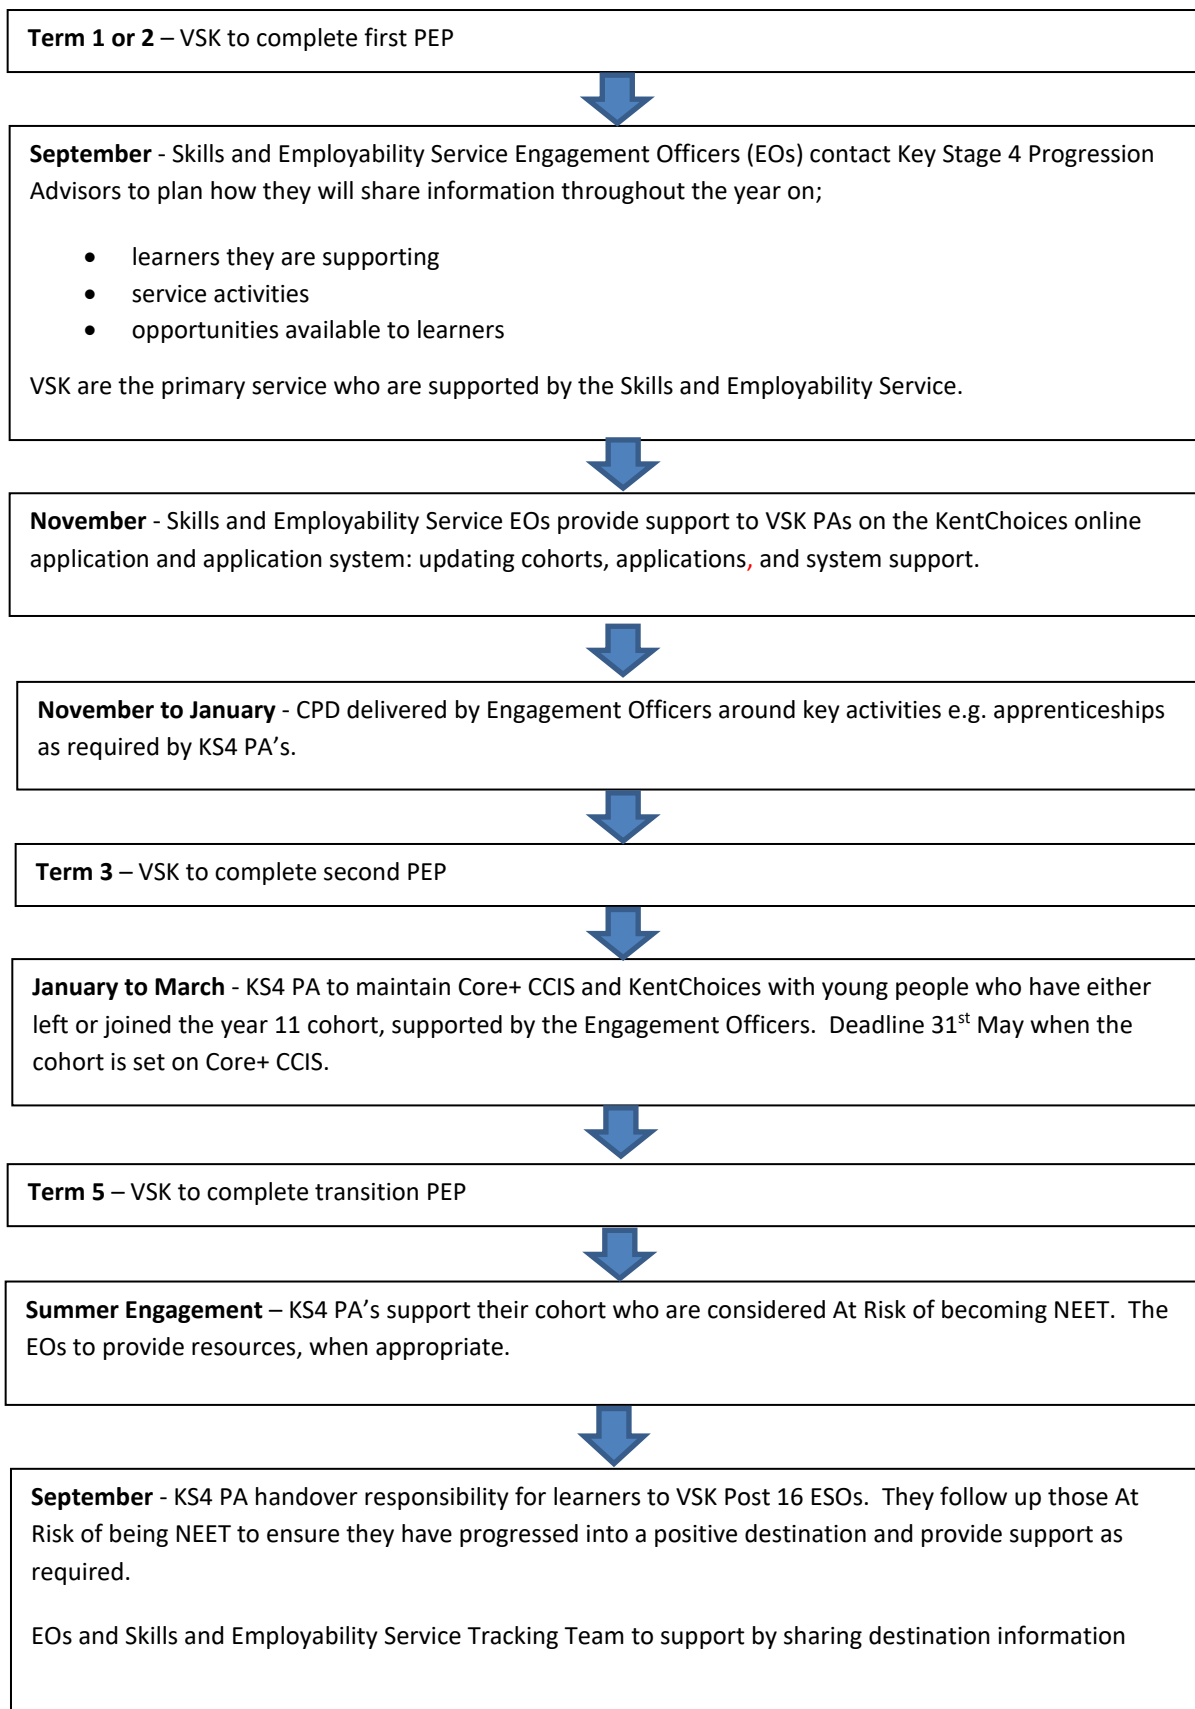 Term 1 or 2 – VSK to complete first PEP
September - Skills and Employability Service Engagement Officers (EOs) contact Key Stage 4 Progression
Advisors to plan how they will share information throughout the year on;
• learners they are supporting
• service activities
• opportunities available to learners
VSK are the primary service who are supported by the Skills and Employability Service.
November - Skills and Employability Service EOs provide support to VSK PAs on the KentChoices online
application and application system: updating cohorts, applications, and system support.
November to January - CPD delivered by Engagement Officers around key activities e.g. apprenticeships
as required by KS4 PA’s.
Term 3 – VSK to complete second PEP
January to March - KS4 PA to maintain Core+ CCIS and KentChoices with young people who have either
left or joined the year 11 cohort, supported by the Engagement Officers.  Deadline 31st May when the
cohort is set on Core+ CCIS.
Term 5 – VSK to complete transition PEP
Summer Engagement – KS4 PA’s support their cohort who are considered At Risk of becoming NEET.  The
EOs to provide resources, when appropriate.
September - KS4 PA handover responsibility for learners to VSK Post 16 ESOs.  They follow up those At
Risk of being NEET to ensure they have progressed into a positive destination and provide support as
required.
EOs and Skills and Employability Service Tracking Team to support by sharing destination information